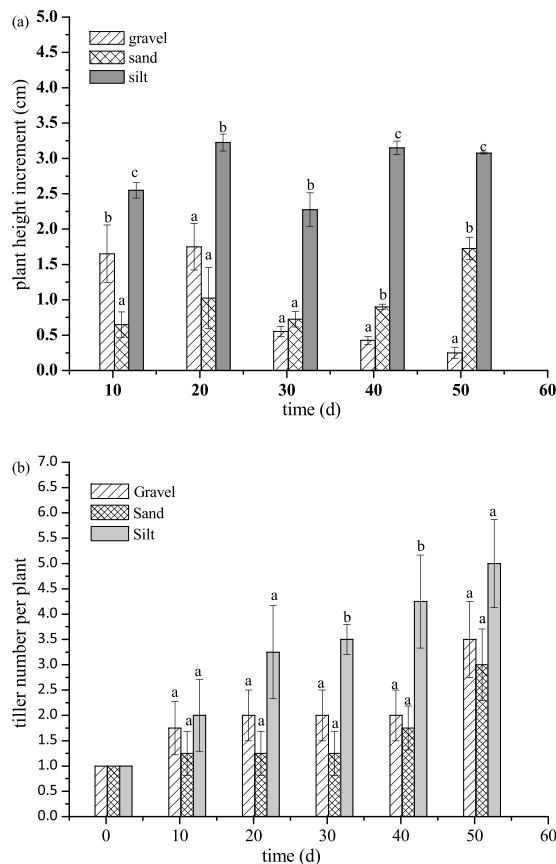 (a)
gravel
sand
silt
plant height increment (cm)
5.0
4.5
4.0
3.5
3.0
2.5
2.0
1.5
1.0
0.5
0.0
b a c
a a b
a a b
a b c
a b c
10 20 30 40 50 60
time (d)
(b)
Gravel
Sand
Silt
tiller number per plant
7.0
6.5
6.0
5.5
5.0
4.5
4.0
3.5
3.0
2.5
2.0
1.5
1.0
0.5
0.0
a a a
a a a
a a b
a a b
a a a
0 10 20 30 40 50 60
time (d)